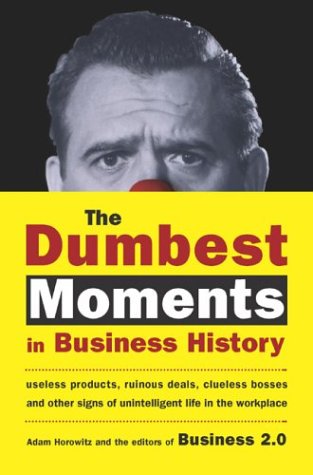 The
Dumbest
Moments
in Business History
useless products, ruinous deals, clueless bosses
and other signs of unintelligent life in the workplace
Adam Horowitz and the editors of Business 2.0